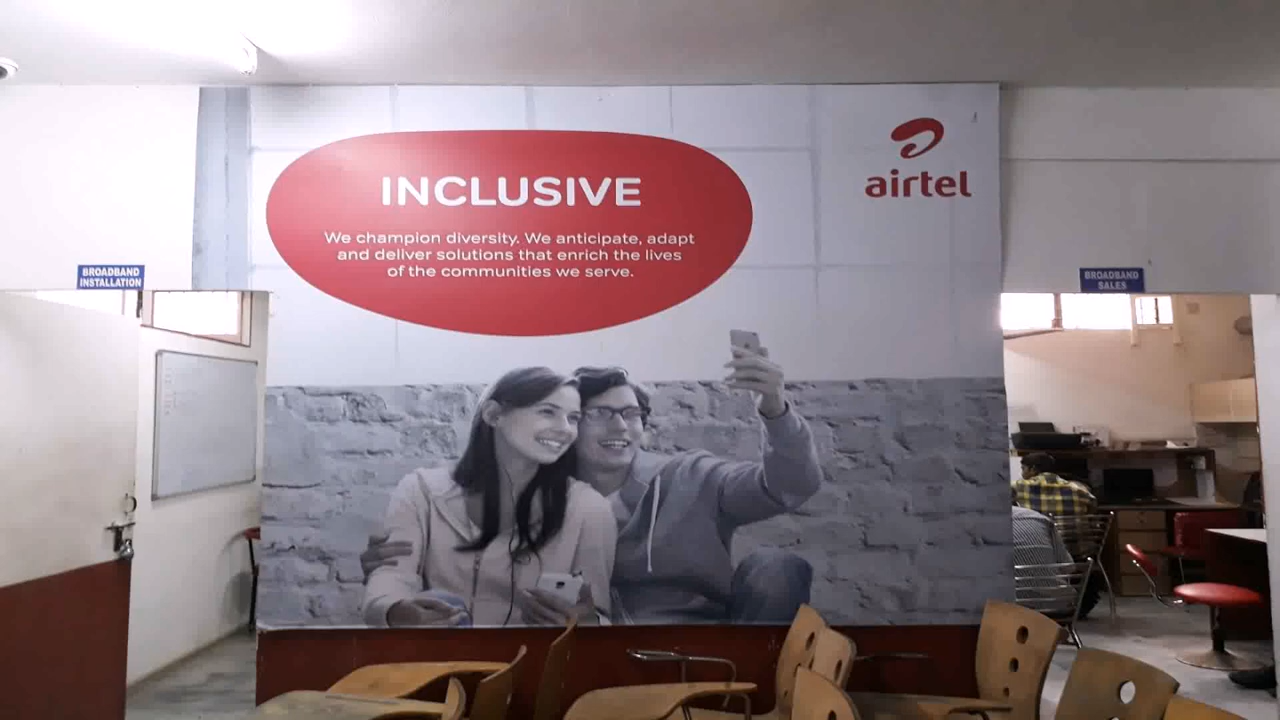 INCLUSIVE
We champion diversity. We anticipate, adapt
and deliver solutions that enrich the lives
of the communities we serve.
airtel
BROADBAND
INSTALLATION
BROADBAND
SALES